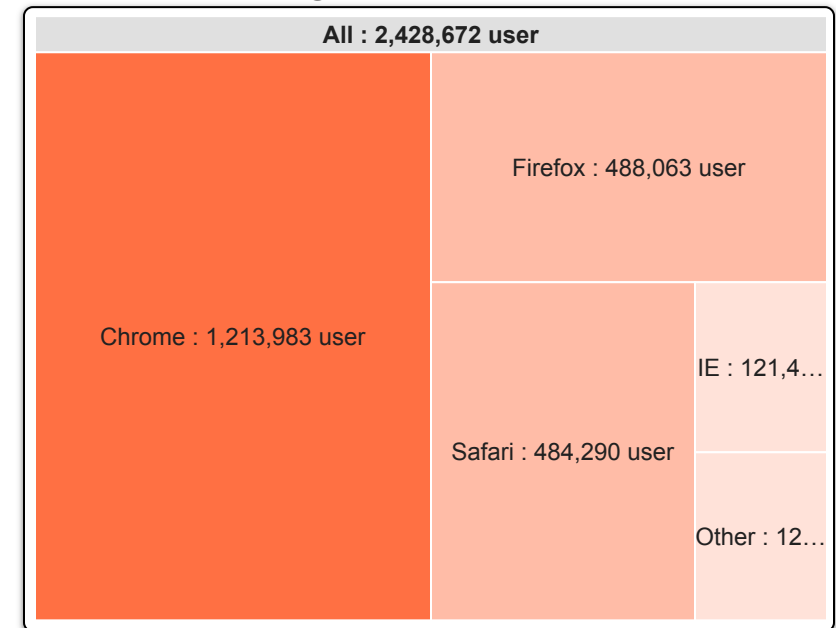 All : 2,428,672 user
Firefox : 488,063 user
Chrome : 1,213,983 user
IE : 121,4…
Safari : 484,290 user
Other : 12…